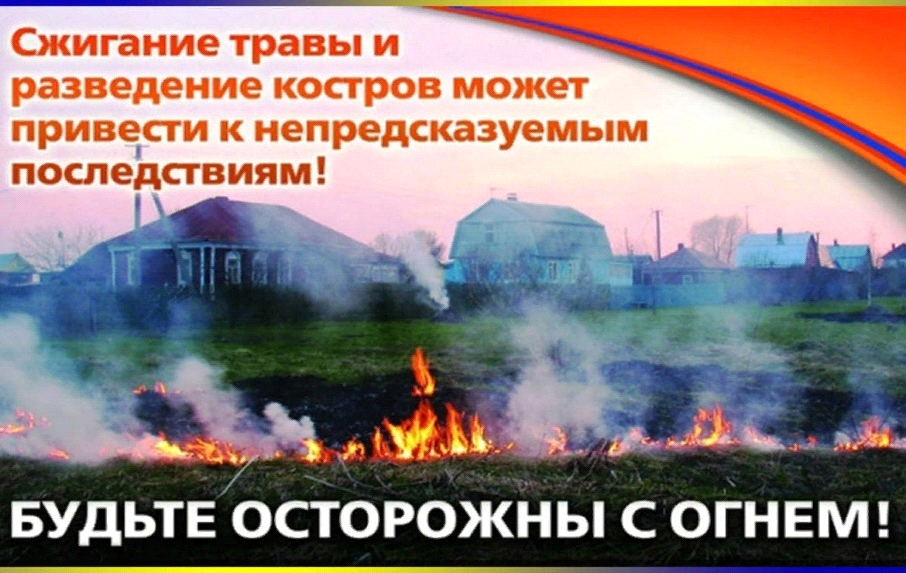 Сжигание травы и
разведение костров может
привести к непредсказуемым
последствиям!
БУДЬТЕ ОСТОРОЖНЫ С ОГНЕМ!